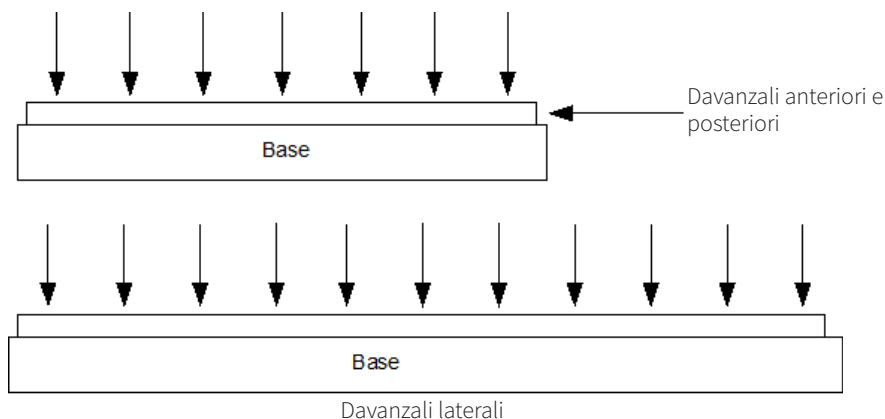 Davanzali anteriori e
posteriori
Base
Base
Davanzali laterali